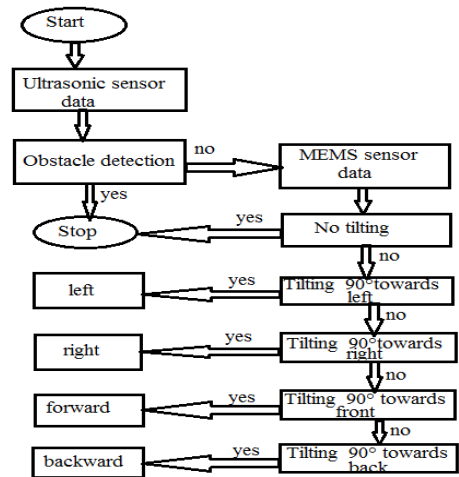 Start
Ultrasonic sensor
data
Obstacle detection
no
MEMS sensor
data
yes
Stop
yes
No tilting
no
left
yes
Tilting 90°towards
left
no
right
yes
Tilting 90°towards
right
no
forward
yes
Tilting 90° towards
front
no
backward
yes
Tilting 90° towards
back